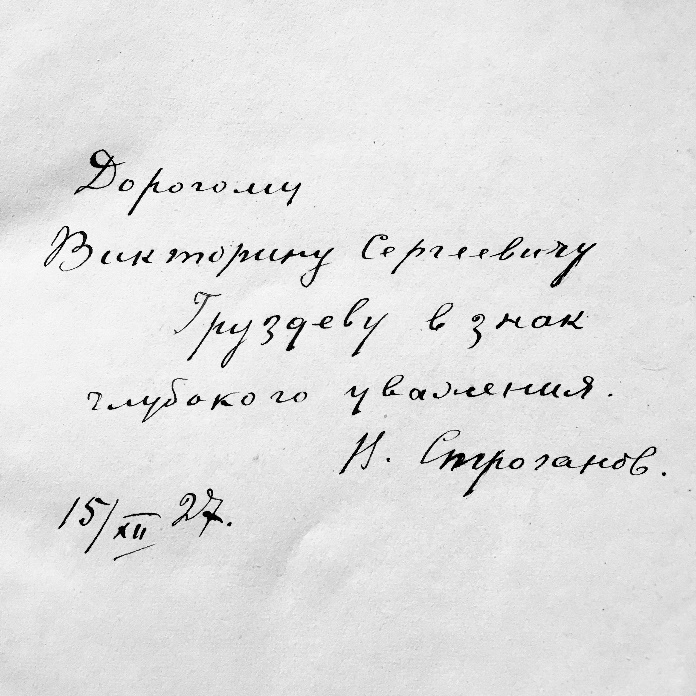 Дорогому
Викторину Сергеевичу
Груздеву в знак
глубокого уважения.
Н. Строганов.
15/XII 27.